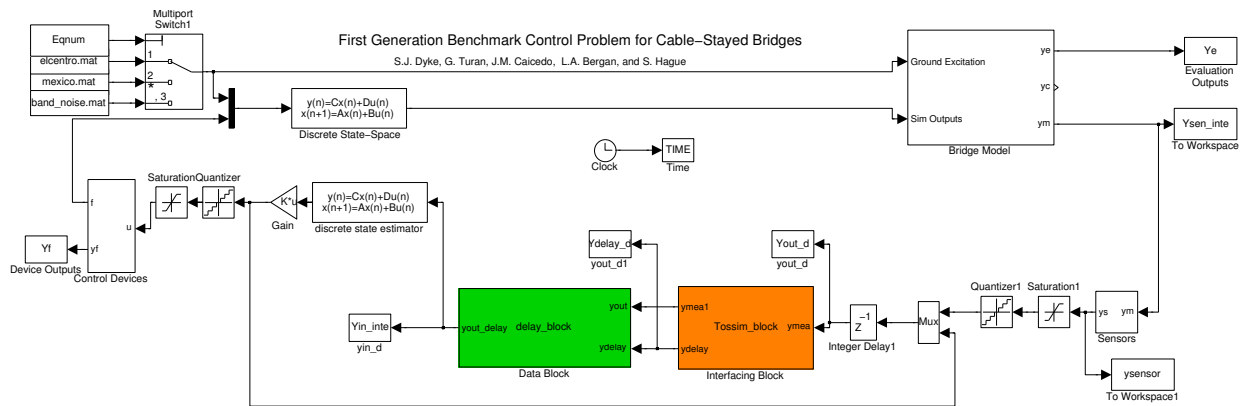 Multiport
Switch1
Eqnum
elcentro.mat
mexico.mat
band_noise.mat
1
2
*
, 3
First Generation Benchmark Control Problem for Cable−Stayed Bridges
S.J. Dyke, G. Turan, J.M. Caicedo, L.A. Bergan, and S. Hague
y(n)=Cx(n)+Du(n)
x(n+1)=Ax(n)+Bu(n)
Discrete State−Space
Clock
TIME
Time
Ground Excitation
Sim Outputs
ye
yc
ym
Bridge Model
Ye
Evaluation
Outputs
Ysen_inte
To Workspace
f
yf
u
Control Devices
Yf
Device Outputs
Saturation
Quantizer
K*u
Gain
y(n)=Cx(n)+Du(n)
x(n+1)=Ax(n)+Bu(n)
discrete state estimator
Yin_inte
yin_d
yout_delay
delay_block
yout
ydelay
Data Block
Ydelay_d
yout_d1
ymea1
ydelay
Tossim_block
ymea
Interfacing Block
Yout_d
yout_d
−1
Z
Integer Delay1
Mux
Quantizer1
Saturation1
ys
ym
Sensors
ysensor
To Workspace1